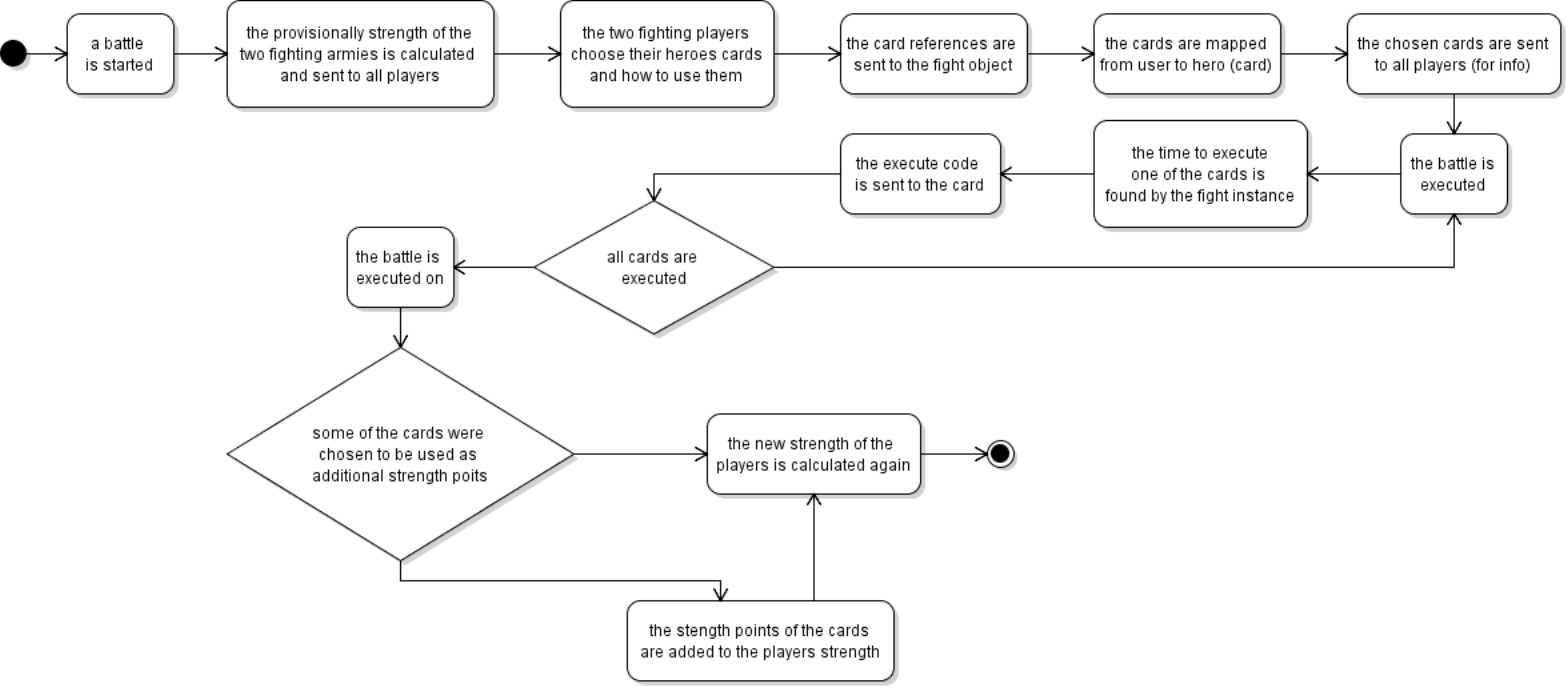 a battle
is started
the provisionally strength of the
two fighting armies is calculated
and sent to all players
the two fighting players
choose their heroes cards
and how to use them
the card references are
sent to the fight object
the cards are mapped
from user to hero (card)
the chosen cards are sent
to all players (for info)
the battle is
executed
the time to execute
one of the cards is
found by the fight instance
the execute code
is sent to the card
all cards are
executed
the battle is
executed on
some of the cards were
chosen to be used as
additional strength poits
the new strength of the
players is calculated again
the stength points of the cards
are added to the players strength